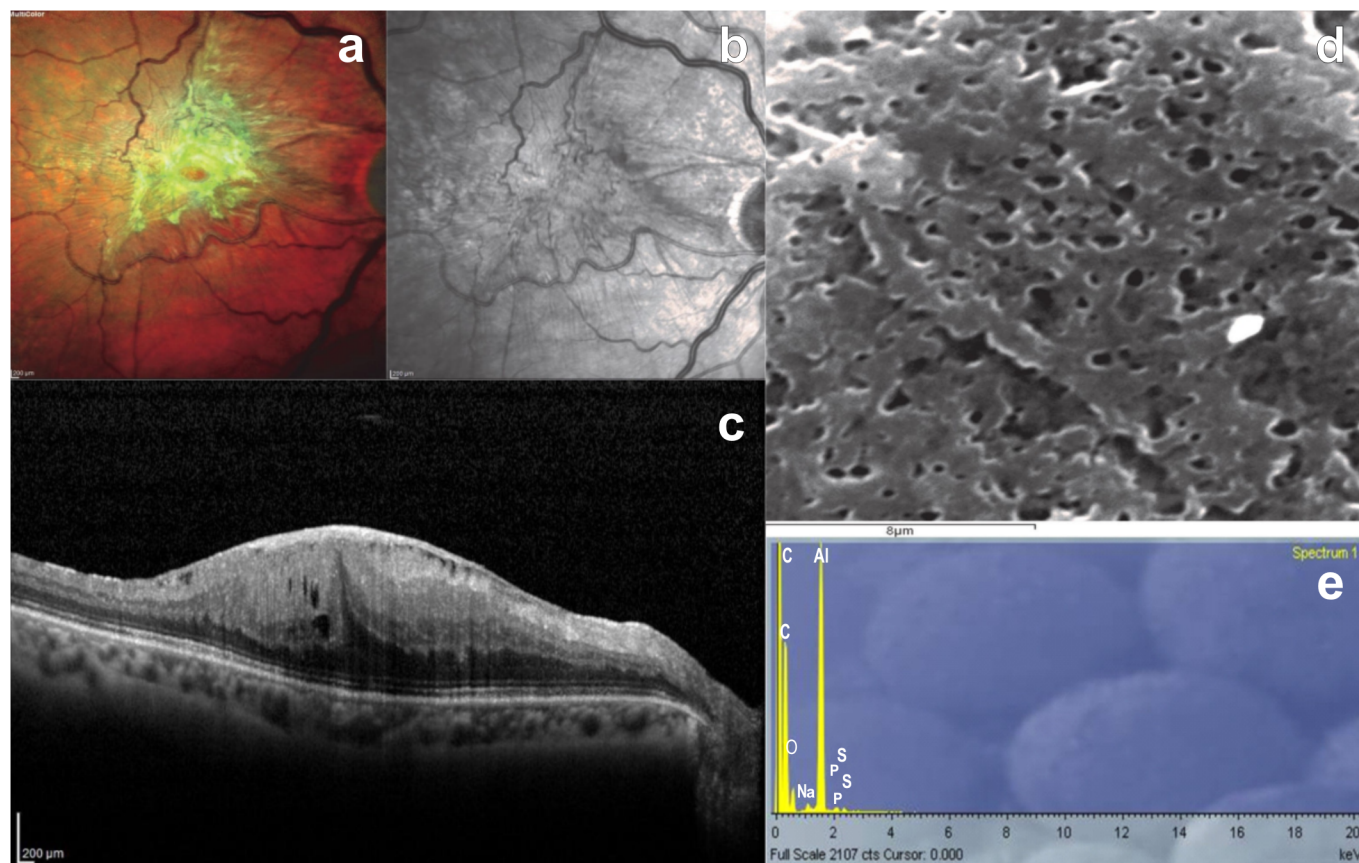 MultiColor
a
b
d
200 µm
200 µm
c
8µm
C
Al
Spectrum 1
e
C
O
S
P
S
Na
P
0 2 4 6 8 10 12 14 16 18 20
Full Scale 2107 cts Cursor: 0.000
keV
200 µm